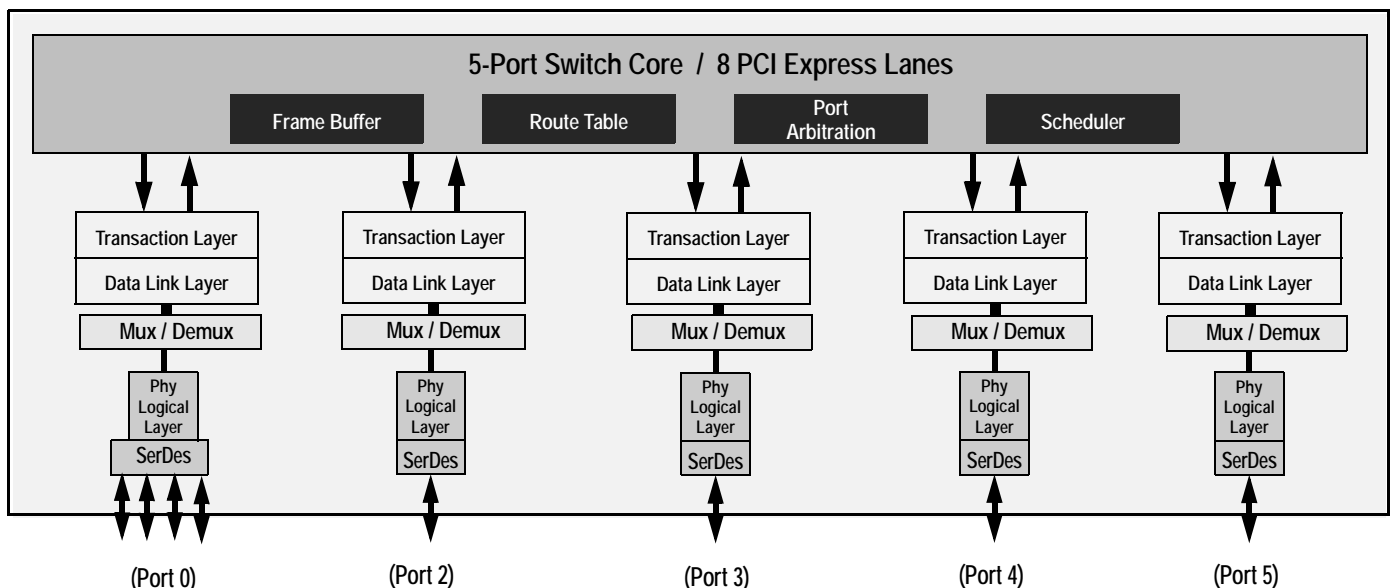 5-Port Switch Core / 8 PCI Express Lanes
Frame Buffer
Route Table
Port
Arbitration
Scheduler
Transaction Layer
Data Link Layer
Mux / Demux
Phy
Logical
Layer
SerDes
(Port 0)
Transaction Layer
Data Link Layer
Mux / Demux
Phy
Logical
Layer
SerDes
(Port 2)
Transaction Layer
Data Link Layer
Mux / Demux
Phy
Logical
Layer
SerDes
(Port 3)
Transaction Layer
Data Link Layer
Mux / Demux
Phy
Logical
Layer
SerDes
(Port 4)
Transaction Layer
Data Link Layer
Mux / Demux
Phy
Logical
Layer
SerDes
(Port 5)